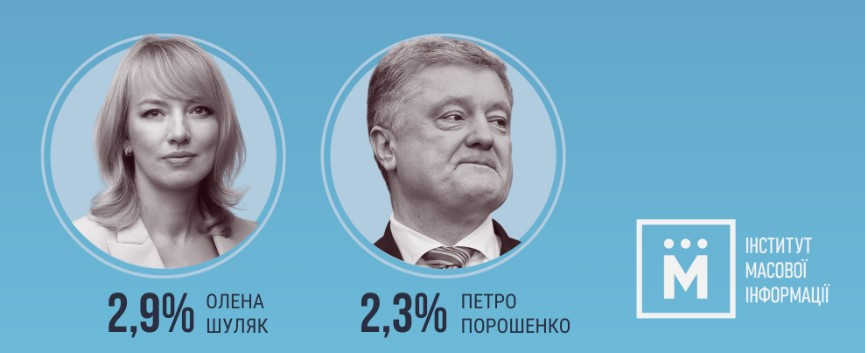 2,9%
ОЛЕНА
ШУЛЯК
2,3%
ПЕТРО
ПОРОШЕНКО
М
ІНСТИТУТ
МАСОВОЇ
ІНФОРМАЦІЇ